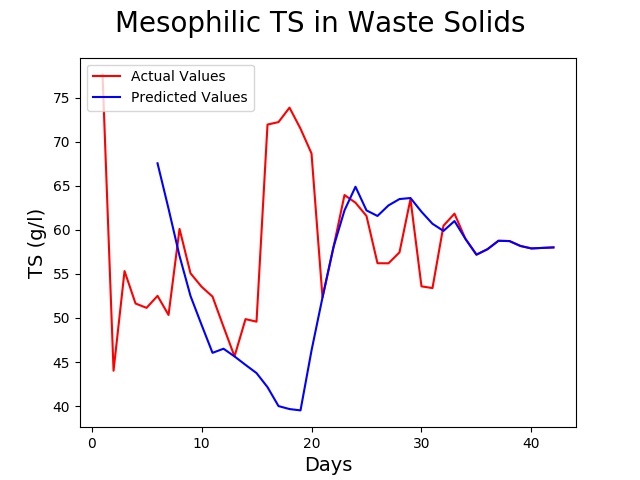 Mesophilic TS in Waste Solids
Actual Values
Predicted Values
75
70
65
60
55
50
45
40
TS (g/l)
0 10 20 30 40
Days